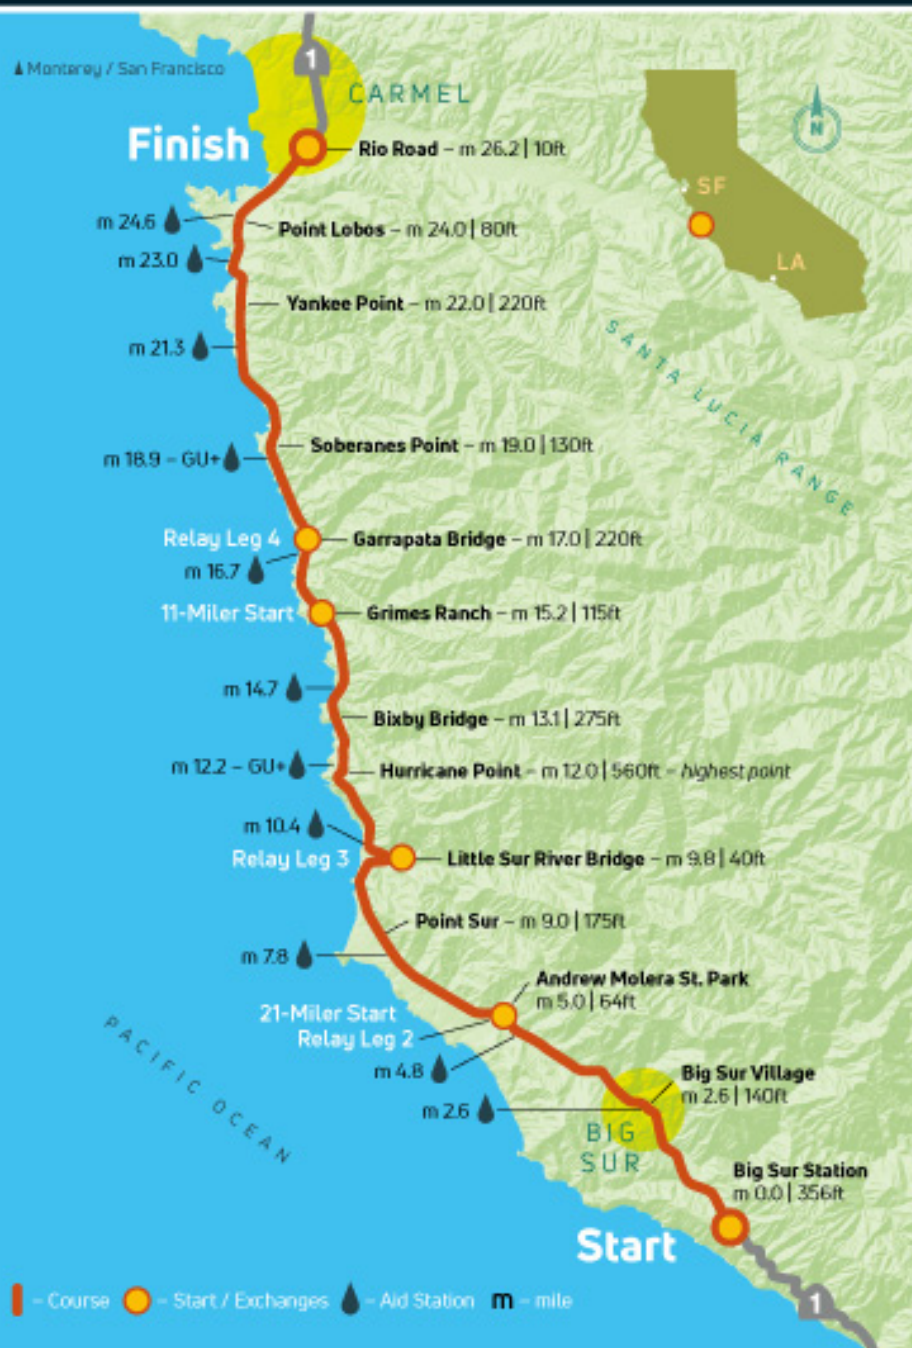 1
Monterey / San Francisco
CARMEL
Finish
Rio Road – m 26.2 | 10ft
N
SF
LA
m 24.6
Point Lobos – m 24.0 | 80ft
m 23.0
Yankee Point – m 22.0 | 220ft
m 21.3
SANTA LUCIA RANGE
Soberanes Point – m 19.0 | 130ft
m 18.9 – GU+
Relay Leg 4
Garrapata Bridge – m 17.0 | 220ft
m 16.7
11-Miler Start
Grimes Ranch – m 15.2 | 115ft
m 14.7
Bixby Bridge – m 13.1 | 275ft
m 12.2 – GU+
Hurricane Point – m 12.0 | 560ft – highest point
m 10.4
Relay Leg 3
Little Sur River Bridge – m 9.8 | 40ft
Point Sur – m 9.0 | 175ft
m 7.8
Andrew Molera St. Park
m 5.0 | 64ft
21-Miler Start
Relay Leg 2
PACIFIC OCEAN
m 4.8
Big Sur Village
m 2.6 | 140ft
m 2.6
BIG
SUR
Big Sur Station
m 0.0 | 356ft
Start
– Course
– Start / Exchanges
– Aid Station
m – mile
1